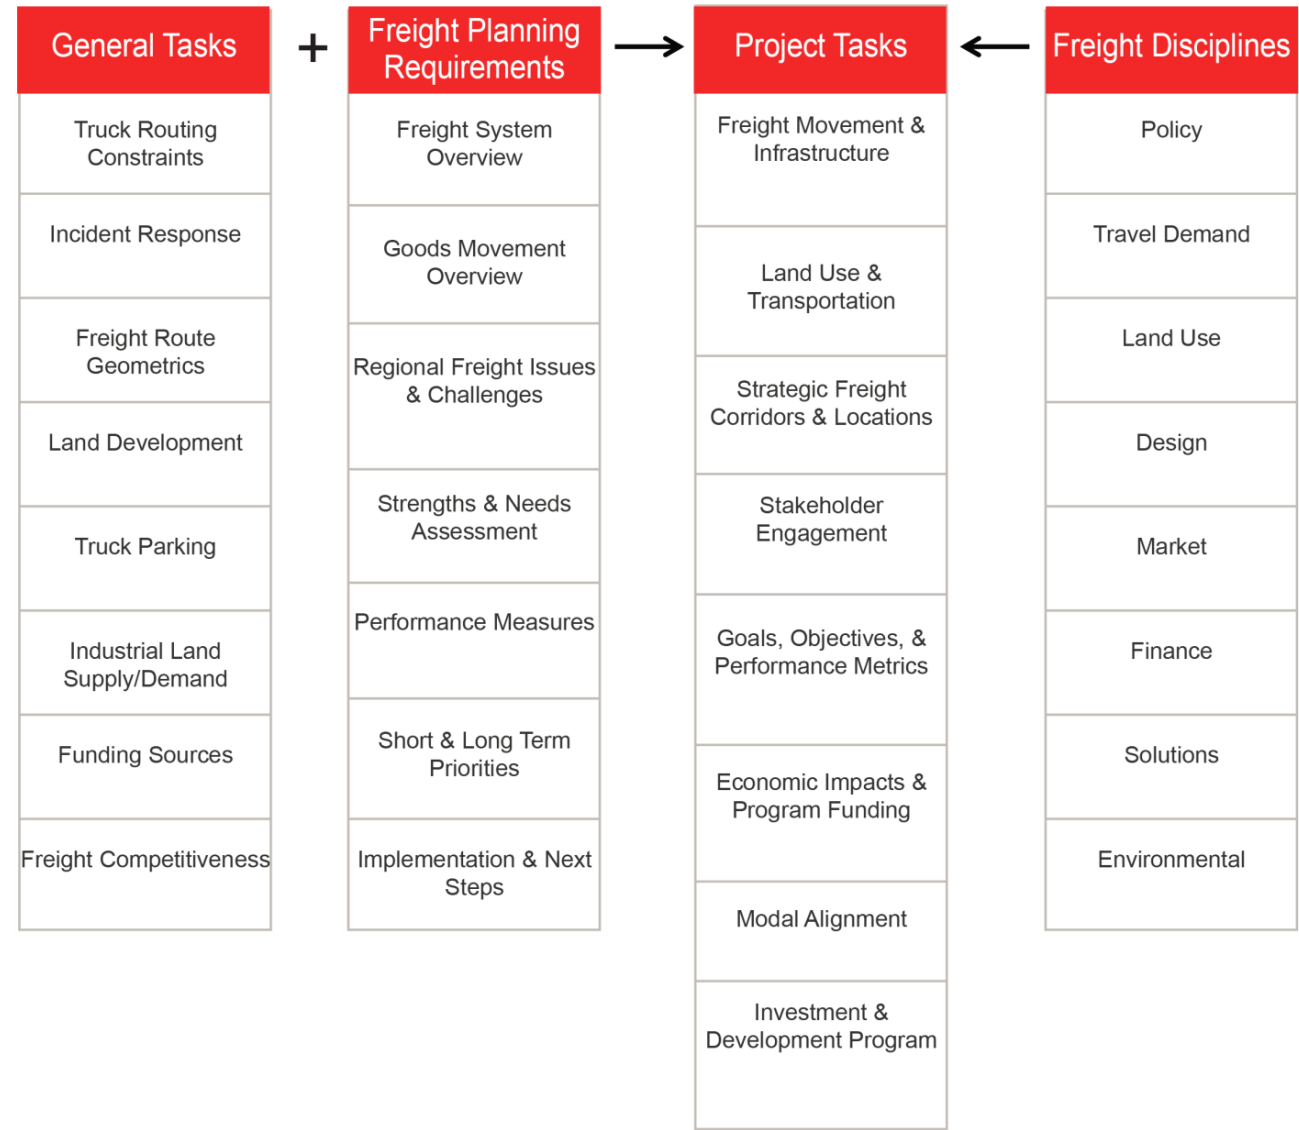 General Tasks
+
Freight Planning
Requirements
Project Tasks
Freight Disciplines
Truck Routing
Constraints
Incident Response
Freight Route
Geometrics
Land Development
Truck Parking
Industrial Land
Supply/Demand
Funding Sources
Freight Competitiveness
Freight System
Overview
Goods Movement
Overview
Regional Freight Issues
& Challenges
Strengths & Needs
Assessment
Performance Measures
Short & Long Term
Priorities
Implementation & Next
Steps
Freight Movement &
Infrastructure
Land Use &
Transportation
Strategic Freight
Corridors & Locations
Stakeholder
Engagement
Goals, Objectives, &
Performance Metrics
Economic Impacts &
Program Funding
Modal Alignment
Investment &
Development Program
Policy
Travel Demand
Land Use
Design
Market
Finance
Solutions
Environmental